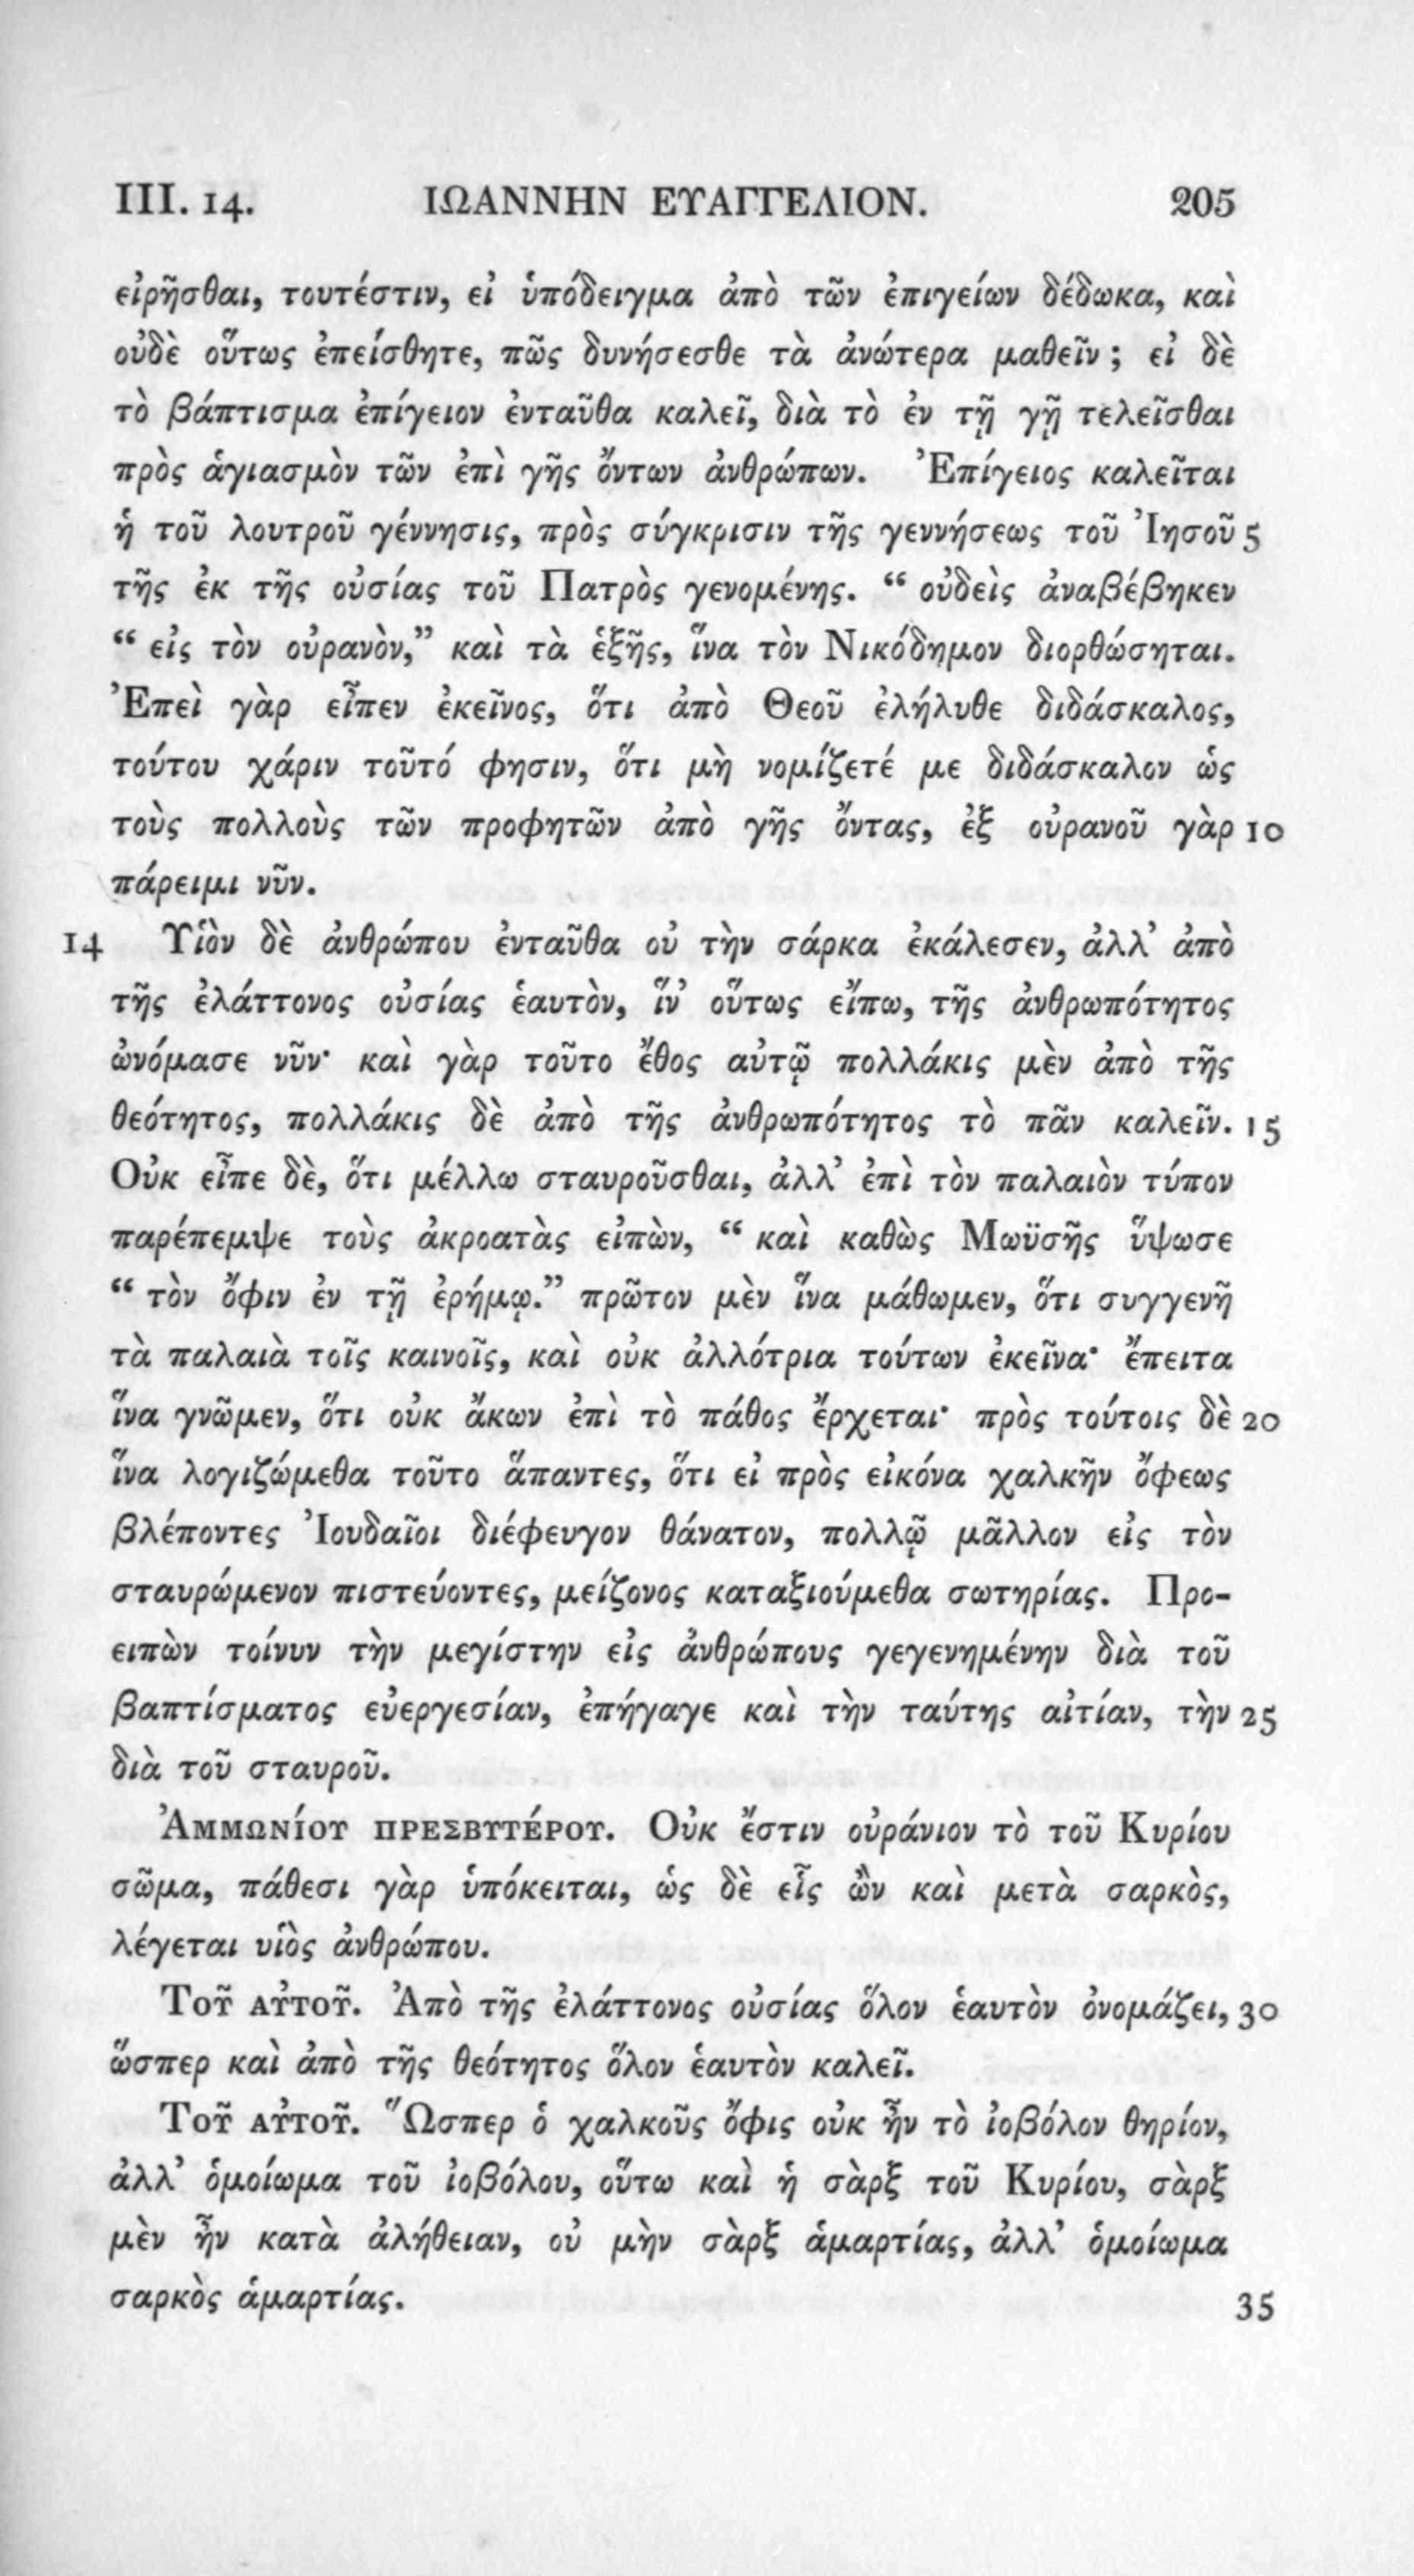 III. 14. ΙΩΑΝΝΗΝ ΕΥΑΓΓΕΛΙΟΝ. 205
εἰρῆσθαι, τουτέστιν, εἰ ὑπόδειγμα ἀπὸ τῶν ἐπιγείων δέδωκα, καὶ
οὐδὲ οὕτως ἐπείσθητε, πῶς δυνήσεσθε τὰ ἀνώτερα μαθεῖν ; εἰ δὲ
τὸ βάπτισμα ἐπίγειον ἐνταῦθα καλεῖ, διὰ τὸ ἐν τῇ γῇ τελεῖσθαι
πρὸς ἁγιασμὸν τῶν ἐπὶ γῆς ὄντων ἀνθρώπων. Ἐπίγειος καλεῖται
ἡ τοῦ λουτροῦ γέννησις, πρὸς σύγκρισιν τῆς γεννήσεως τοῦ Ἰησοῦ 5
τῆς ἐκ τῆς οὐσίας τοῦ Πατρὸς γενομένης. “ οὐδεὶς ἀναβέβηκεν
“ εἰς τὸν οὐρανὸν,” καὶ τὰ ἑξῆς, ἵνα τὸν Νικόδημον διορθώσηται.
Ἐπεὶ γὰρ εἶπεν ἐκεῖνος, ὅτι ἀπὸ Θεοῦ ἐλήλυθε διδάσκαλος,
τούτου χάριν τοῦτό φησιν, ὅτι μὴ νομίζετέ με διδάσκαλον ὡς
τοὺς πολλοὺς τῶν προφητῶν ἀπὸ γῆς ὄντας, ἐξ οὐρανοῦ γὰρ 10
πάρειμι νῦν.
14 Υἱὸν δὲ ἀνθρώπου ἐνταῦθα οὐ τὴν σάρκα ἐκάλεσεν, ἀλλ’ ἀπὸ
τῆς ἐλάττονος οὐσίας ἑαυτὸν, ἵν’ οὕτως εἴπω, τῆς ἀνθρωπότητος
ὠνόμασε νῦν· καὶ γὰρ τοῦτο ἔθος αὐτῷ πολλάκις μὲν ἀπὸ τῆς
θεότητος, πολλάκις δὲ ἀπὸ τῆς ἀνθρωπότητος τὸ πᾶν καλεῖν. 15
Οὐκ εἶπε δὲ, ὅτι μέλλω σταυροῦσθαι, ἀλλ’ ἐπὶ τὸν παλαιὸν τύπον
παρέπεμψε τοὺς ἀκροατὰς εἰπὼν, “ καὶ καθὼς Μωϋσῆς ὕψωσε
“ τὸν ὄφιν ἐν τῇ ἐρήμῳ.” πρῶτον μὲν ἵνα μάθωμεν, ὅτι συγγενῆ
τὰ παλαιὰ τοῖς καινοῖς, καὶ οὐκ ἀλλότρια τούτων ἐκεῖνα· ἔπειτα
ἵνα γνῶμεν, ὅτι οὐκ ἄκων ἐπὶ τὸ πάθος ἔρχεται· πρὸς τούτοις δὲ 20
ἵνα λογιζώμεθα τοῦτο ἅπαντες, ὅτι εἰ πρὸς εἰκόνα χαλκῆν ὄφεως
βλέποντες Ἰουδαῖοι διέφευγον θάνατον, πολλῷ μᾶλλον εἰς τὸν
σταυρώμενον πιστεύοντες, μείζονος καταξιούμεθα σωτηρίας. Προ-
ειπὼν τοίνυν τὴν μεγίστην εἰς ἀνθρώπους γεγενημένην διὰ τοῦ
βαπτίσματος εὐεργεσίαν, ἐπήγαγε καὶ τὴν ταύτης αἰτίαν, τὴν 25
διὰ τοῦ σταυροῦ.
Ἀμμωνίου πρεσβυτέρου. Οὐκ ἔστιν οὐράνιον τὸ τοῦ Κυρίου
σῶμα, πάθεσι γὰρ ὑπόκειται, ὡς δὲ εἷς ὢν καὶ μετὰ σαρκὸς,
λέγεται υἱὸς ἀνθρώπου.
Τοῦ αὐτοῦ. Ἀπὸ τῆς ἐλάττονος οὐσίας ὅλον ἑαυτὸν ὀνομάζει, 30
ὥσπερ καὶ ἀπὸ τῆς θεότητος ὅλον ἑαυτὸν καλεῖ.
Τοῦ αὐτοῦ. Ὥσπερ ὁ χαλκοῦς ὄφις οὐκ ἦν τὸ ἰοβόλον θηρίον,
ἀλλ’ ὁμοίωμα τοῦ ἰοβόλου, οὕτω καὶ ἡ σὰρξ τοῦ Κυρίου, σὰρξ
μὲν ἦν κατὰ ἀλήθειαν, οὐ μὴν σὰρξ ἁμαρτίας, ἀλλ’ ὁμοίωμα
σαρκὸς ἁμαρτίας. 35